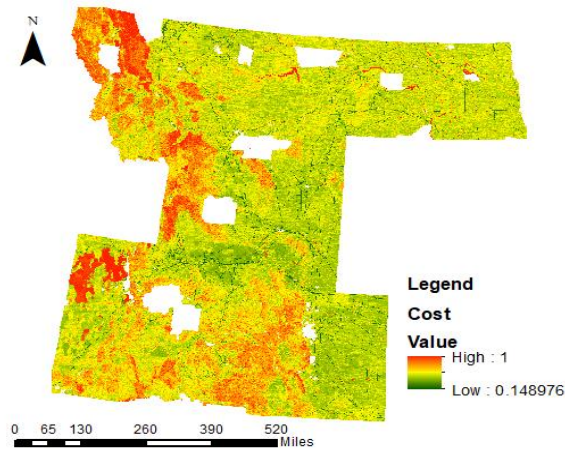 N
Legend
Cost
Value
High : 1
Low : 0.148976
0 65 130 260 390 520
Miles